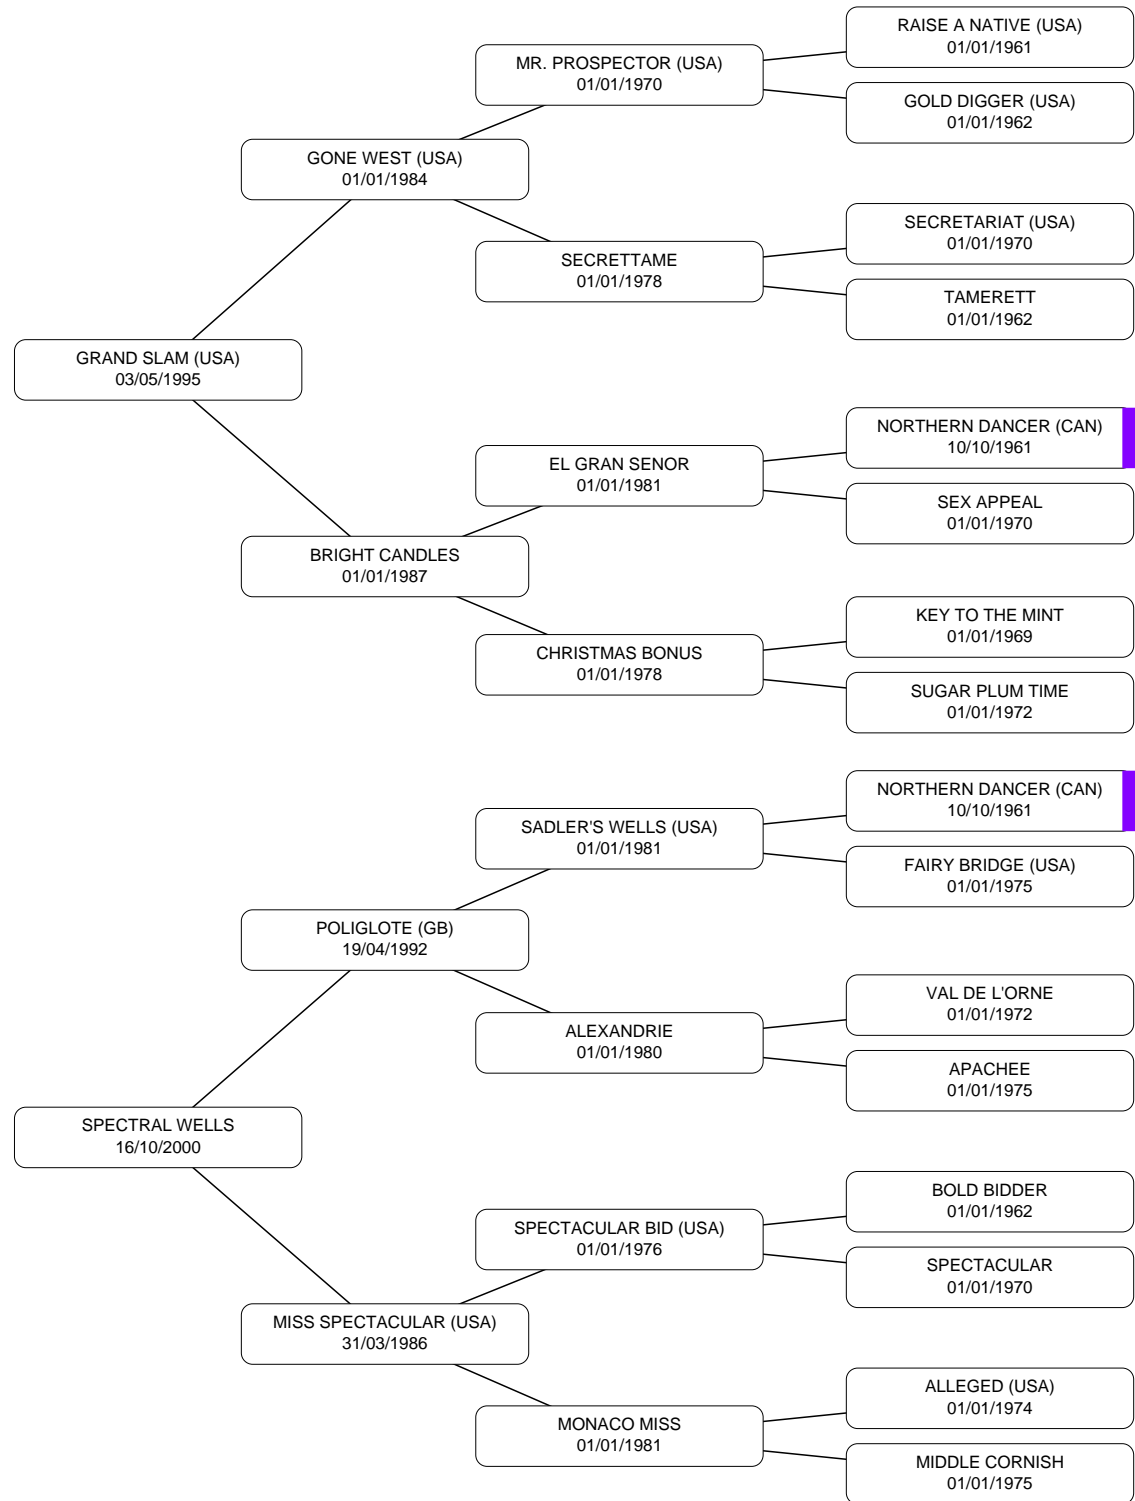 RAISE A NATIVE (USA)
01/01/1961
MR. PROSPECTOR (USA)
01/01/1970
GOLD DIGGER (USA)
01/01/1962
GONE WEST (USA)
01/01/1984
SECRETARIAT (USA)
01/01/1970
SECRETTAME
01/01/1978
TAMERETT
01/01/1962
GRAND SLAM (USA)
03/05/1995
NORTHERN DANCER (CAN)
10/10/1961
EL GRAN SENOR
01/01/1981
SEX APPEAL
01/01/1970
BRIGHT CANDLES
01/01/1987
KEY TO THE MINT
01/01/1969
CHRISTMAS BONUS
01/01/1978
SUGAR PLUM TIME
01/01/1972
NORTHERN DANCER (CAN)
10/10/1961
SADLER'S WELLS (USA)
01/01/1981
FAIRY BRIDGE (USA)
01/01/1975
POLIGLOTE (GB)
19/04/1992
VAL DE L'ORNE
01/01/1972
ALEXANDRIE
01/01/1980
APACHEE
01/01/1975
SPECTRAL WELLS
16/10/2000
BOLD BIDDER
01/01/1962
SPECTACULAR BID (USA)
01/01/1976
SPECTACULAR
01/01/1970
MISS SPECTACULAR (USA)
31/03/1986
ALLEGED (USA)
01/01/1974
MONACO MISS
01/01/1981
MIDDLE CORNISH
01/01/1975